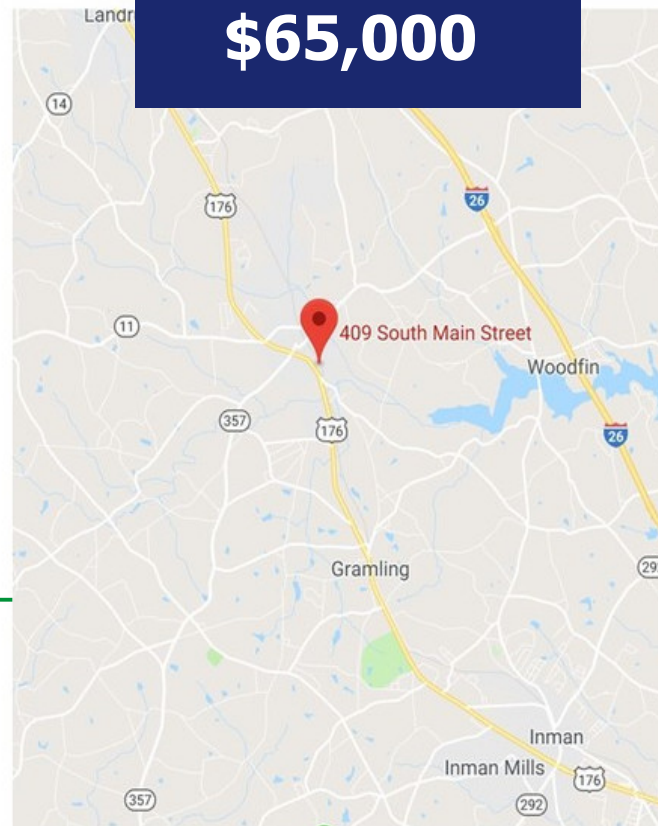 Landr
$65,000
14
176
26
11
409 South Main Street
Woodfin
357
176
26
Gramling
29
Inman
Inman Mills
176
357
292